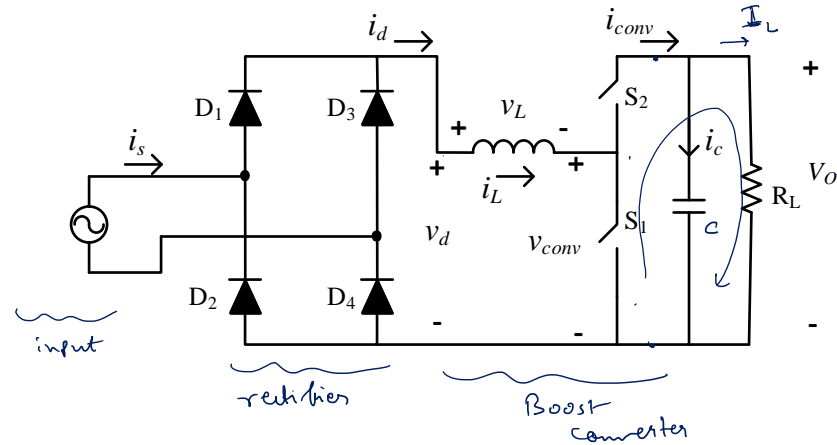 i_d
i_conv
I_L
D1
D3
v_L
S2
+
+
-
+
+
i_s
i_L
i_c
V_O
R_L
v_d
v_conv
S1
C
D2
D4
-
-
-
input
rectifier
Boost
converter